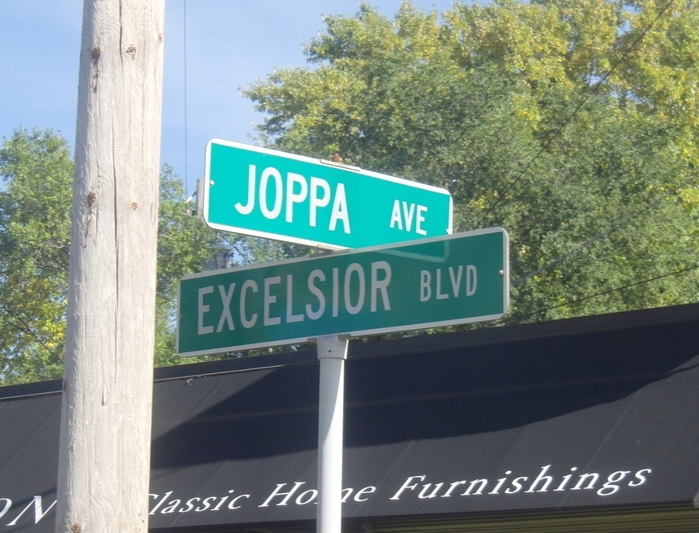 JOPPA AVE
EXCELSIOR BLVD
Classic Home Furnishings